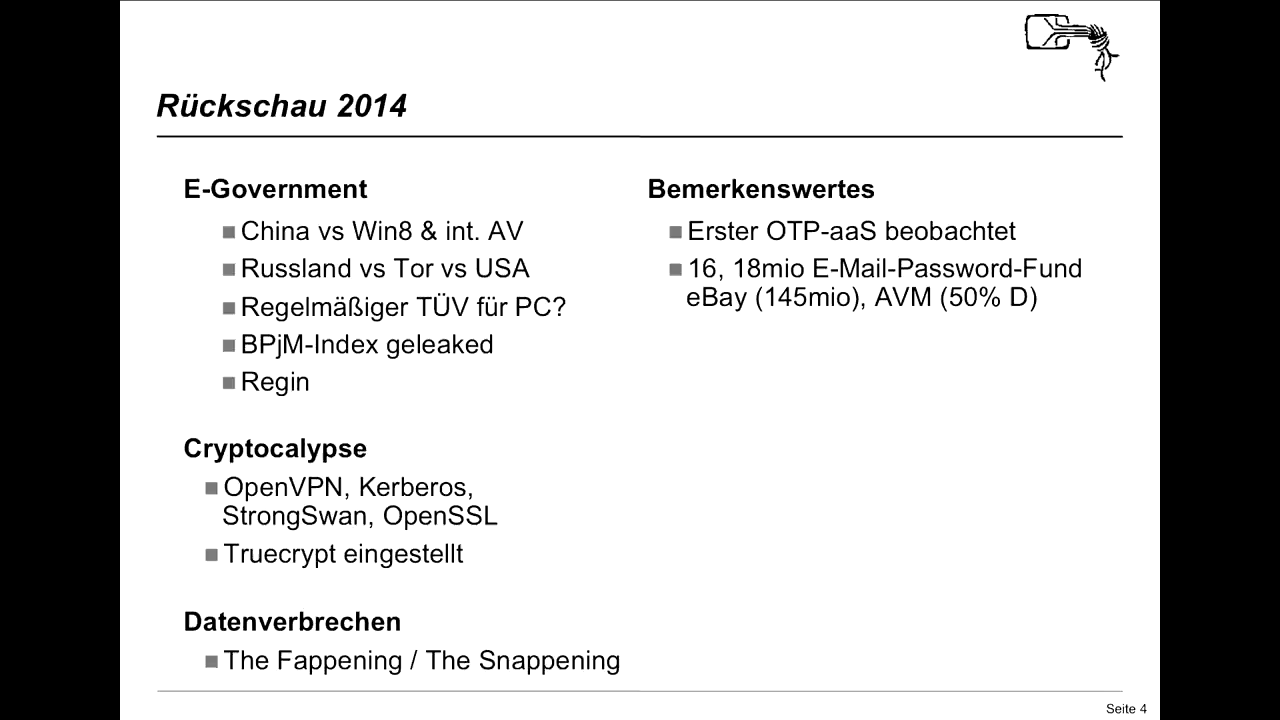 Rückschau 2014
E-Government
China vs Win8 & int. AV
Russland vs Tor vs USA
Regelmäßiger TÜV für PC?
BPjM-Index geleaked
Regin
Cryptocalypse
OpenVPN, Kerberos,
StrongSwan, OpenSSL
Truecrypt eingestellt
Datenverbrechen
The Fappening / The Snappening
Bemerkenswertes
Erster OTP-aaS beobachtet
16, 18mio E-Mail-Password-Fund
eBay (145mio), AVM (50% D)
Seite 4